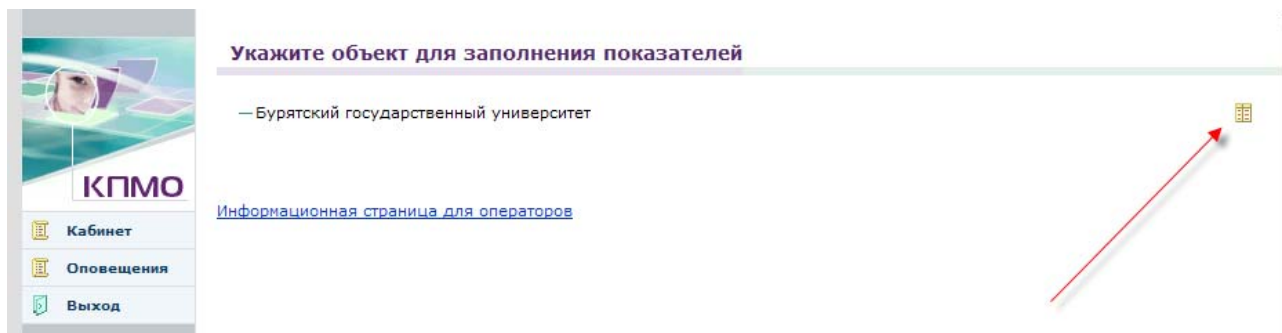 Укажите объект для заполнения показателей
—Бурятский государственный университет
КПМО
Информационная страница для операторов
Кабинет
Оповещения
Выход